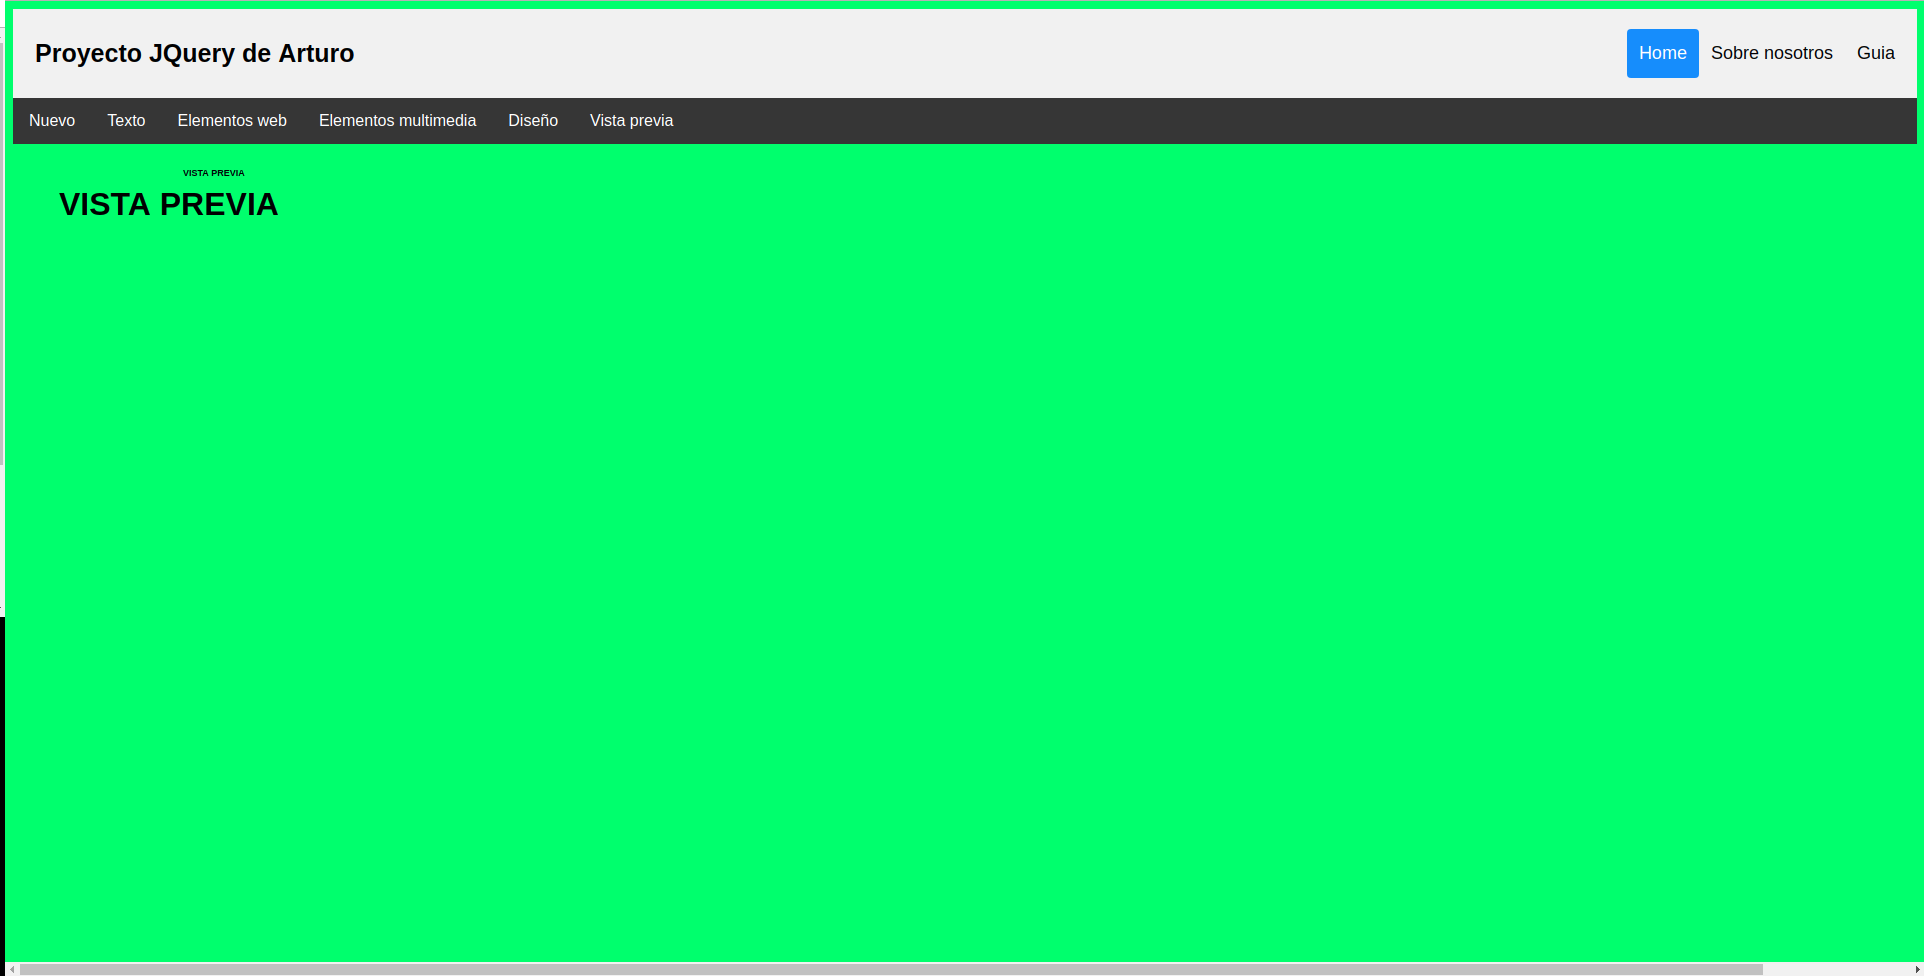 Proyecto JQuery de Arturo
Home Sobre nosotros Guia
Nuevo Texto Elementos web Elementos multimedia Diseño Vista previa
VISTA PREVIA
VISTA PREVIA